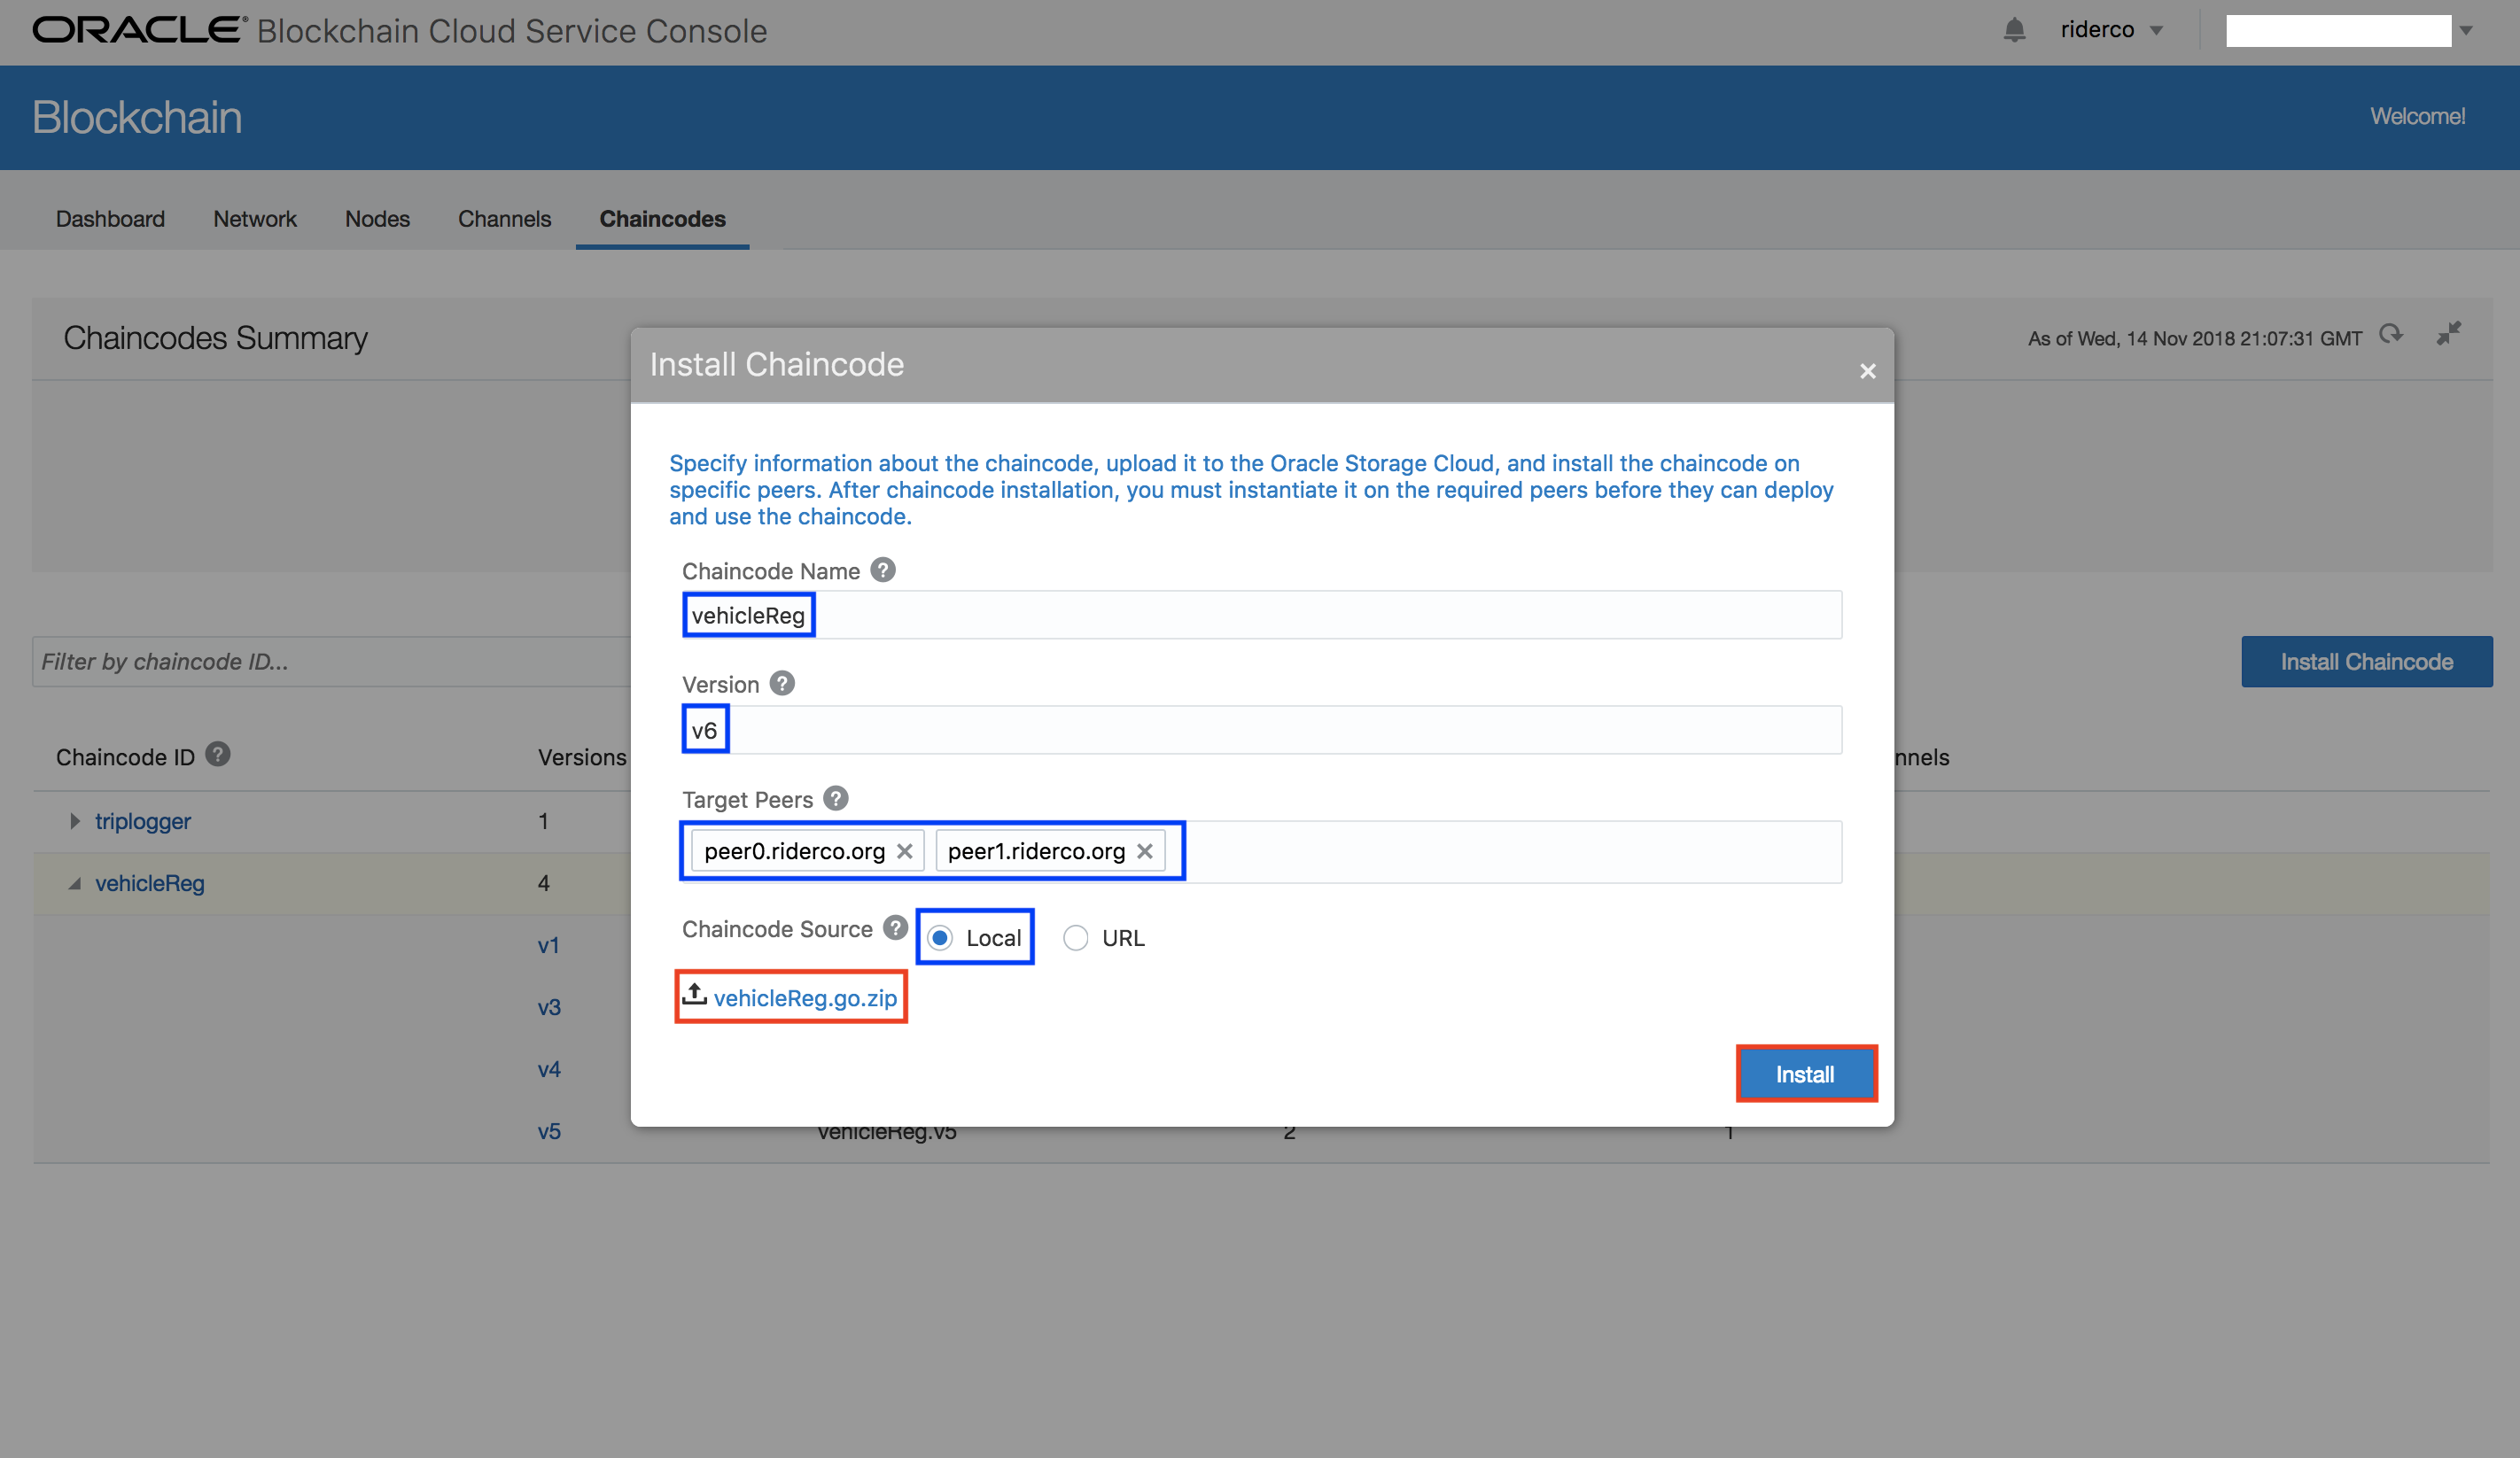 ORACLE® Blockchain Cloud Service Console
riderco
Blockchain
Welcome!
Dashboard Network Nodes Channels Chaincodes
Chaincodes Summary
As of Wed, 14 Nov 2018 21:07:31 GMT
Install Chaincode
×
Specify information about the chaincode, upload it to the Oracle Storage Cloud, and install the chaincode on
specific peers. After chaincode installation, you must instantiate it on the required peers before they can deploy
and use the chaincode.
Chaincode Name ?
vehicleReg
Version ?
v6
Target Peers ?
peer0.riderco.org × peer1.riderco.org ×
Chaincode Source ? Local URL
vehicleReg.go.zip
Install
Filter by chaincode ID...
Install Chaincode
Chaincode ID ? Versions nnels
triplogger 1
vehicleReg 4
v1
v3
v4
v5 vehicleReg.v5 2 1